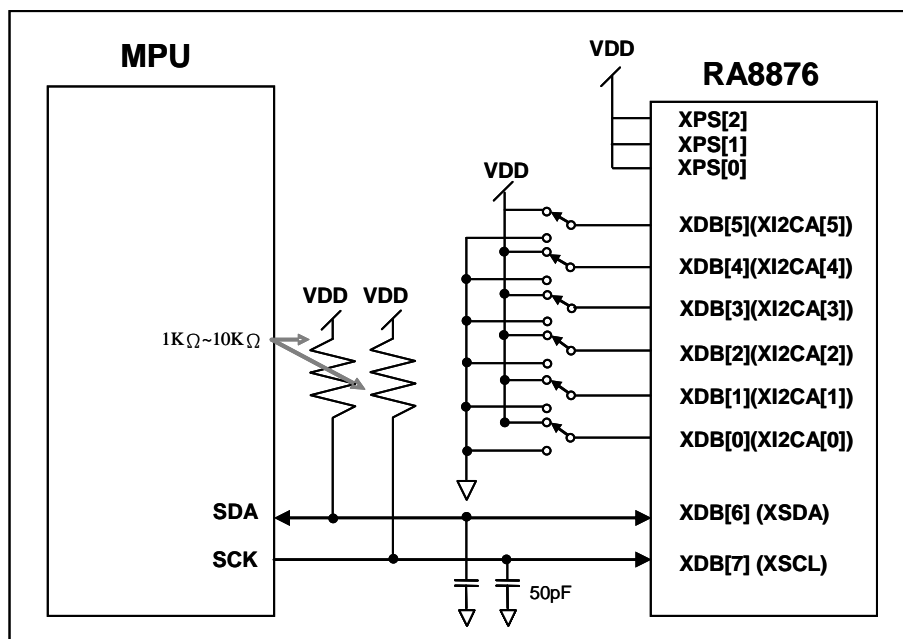 MPU
VDD
RA8876
XPS[2]
XPS[1]
XPS[0]
VDD
XDB[5](XI2CA[5])
XDB[4](XI2CA[4])
VDD VDD
XDB[3](XI2CA[3])
1KΩ~10KΩ
XDB[2](XI2CA[2])
XDB[1](XI2CA[1])
XDB[0](XI2CA[0])
SDA
XDB[6] (XSDA)
SCK
XDB[7] (XSCL)
50pF